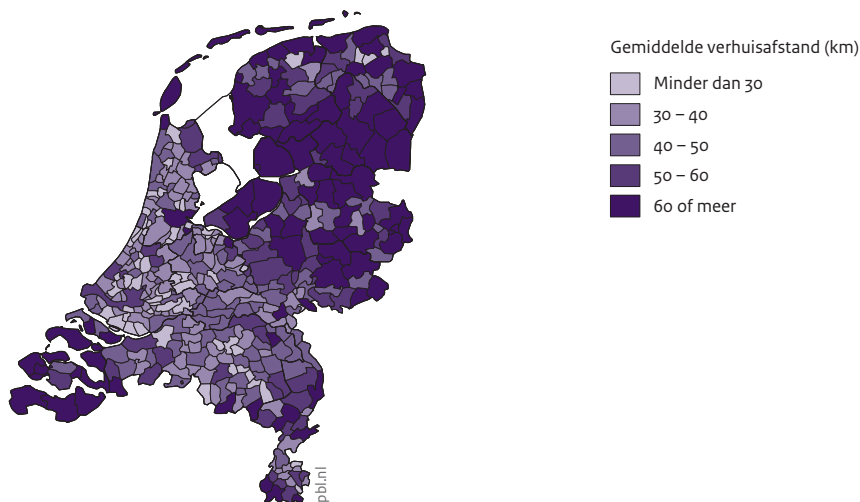 Gemiddelde verhuisafstand (km)
Minder dan 30
30 – 40
40 – 50
50 – 60
60 of meer
pbl.nl